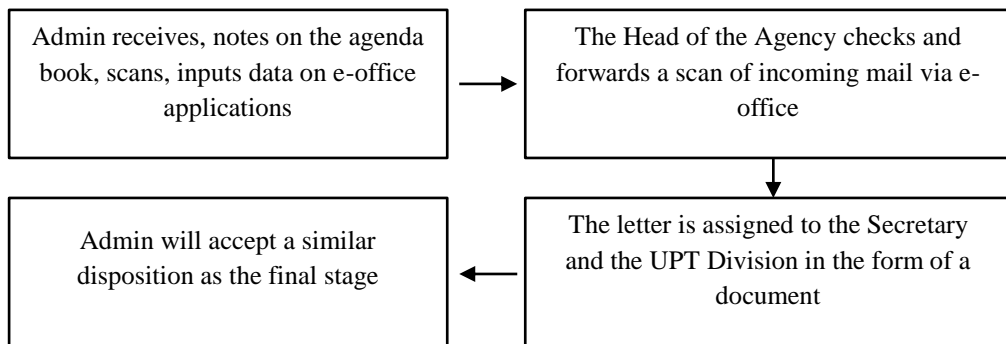 Admin receives, notes on the agenda
book, scans, inputs data on e-office
applications
The Head of the Agency checks and
forwards a scan of incoming mail via e-
office
The letter is assigned to the Secretary
and the UPT Division in the form of a
document
Admin will accept a similar
disposition as the final stage